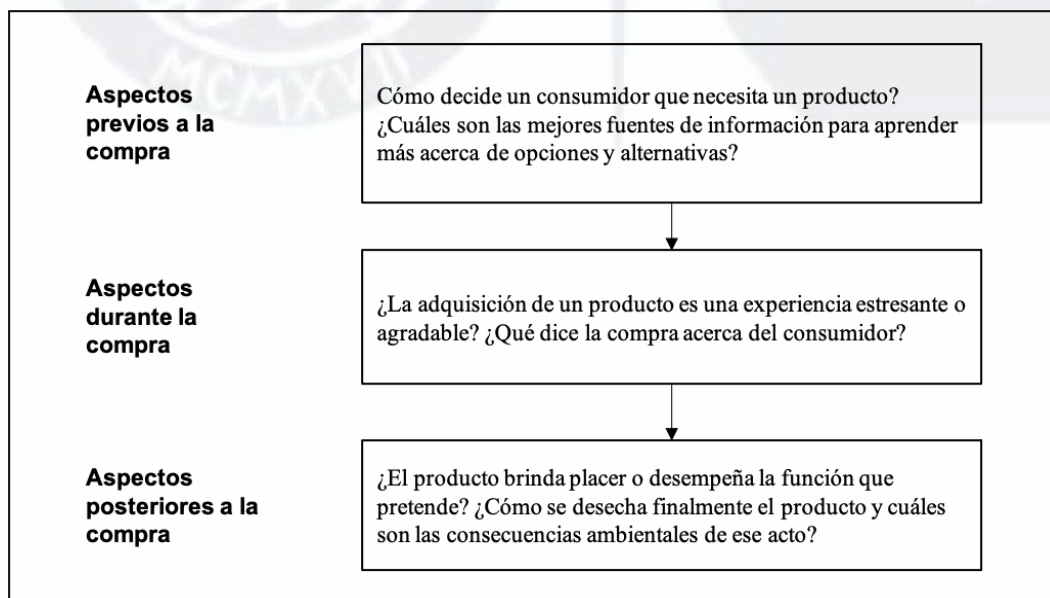 MCMXVII
Aspectos
previos a la
compra
Cómo decide un consumidor que necesita un producto?
¿Cuáles son las mejores fuentes de información para aprender
más acerca de opciones y alternativas?
Aspectos
durante la
compra
¿La adquisición de un producto es una experiencia estresante o
agradable? ¿Qué dice la compra acerca del consumidor?
Aspectos
posteriores a la
compra
¿El producto brinda placer o desempeña la función que
pretende? ¿Cómo se desecha finalmente el producto y cuáles
son las consecuencias ambientales de ese acto?